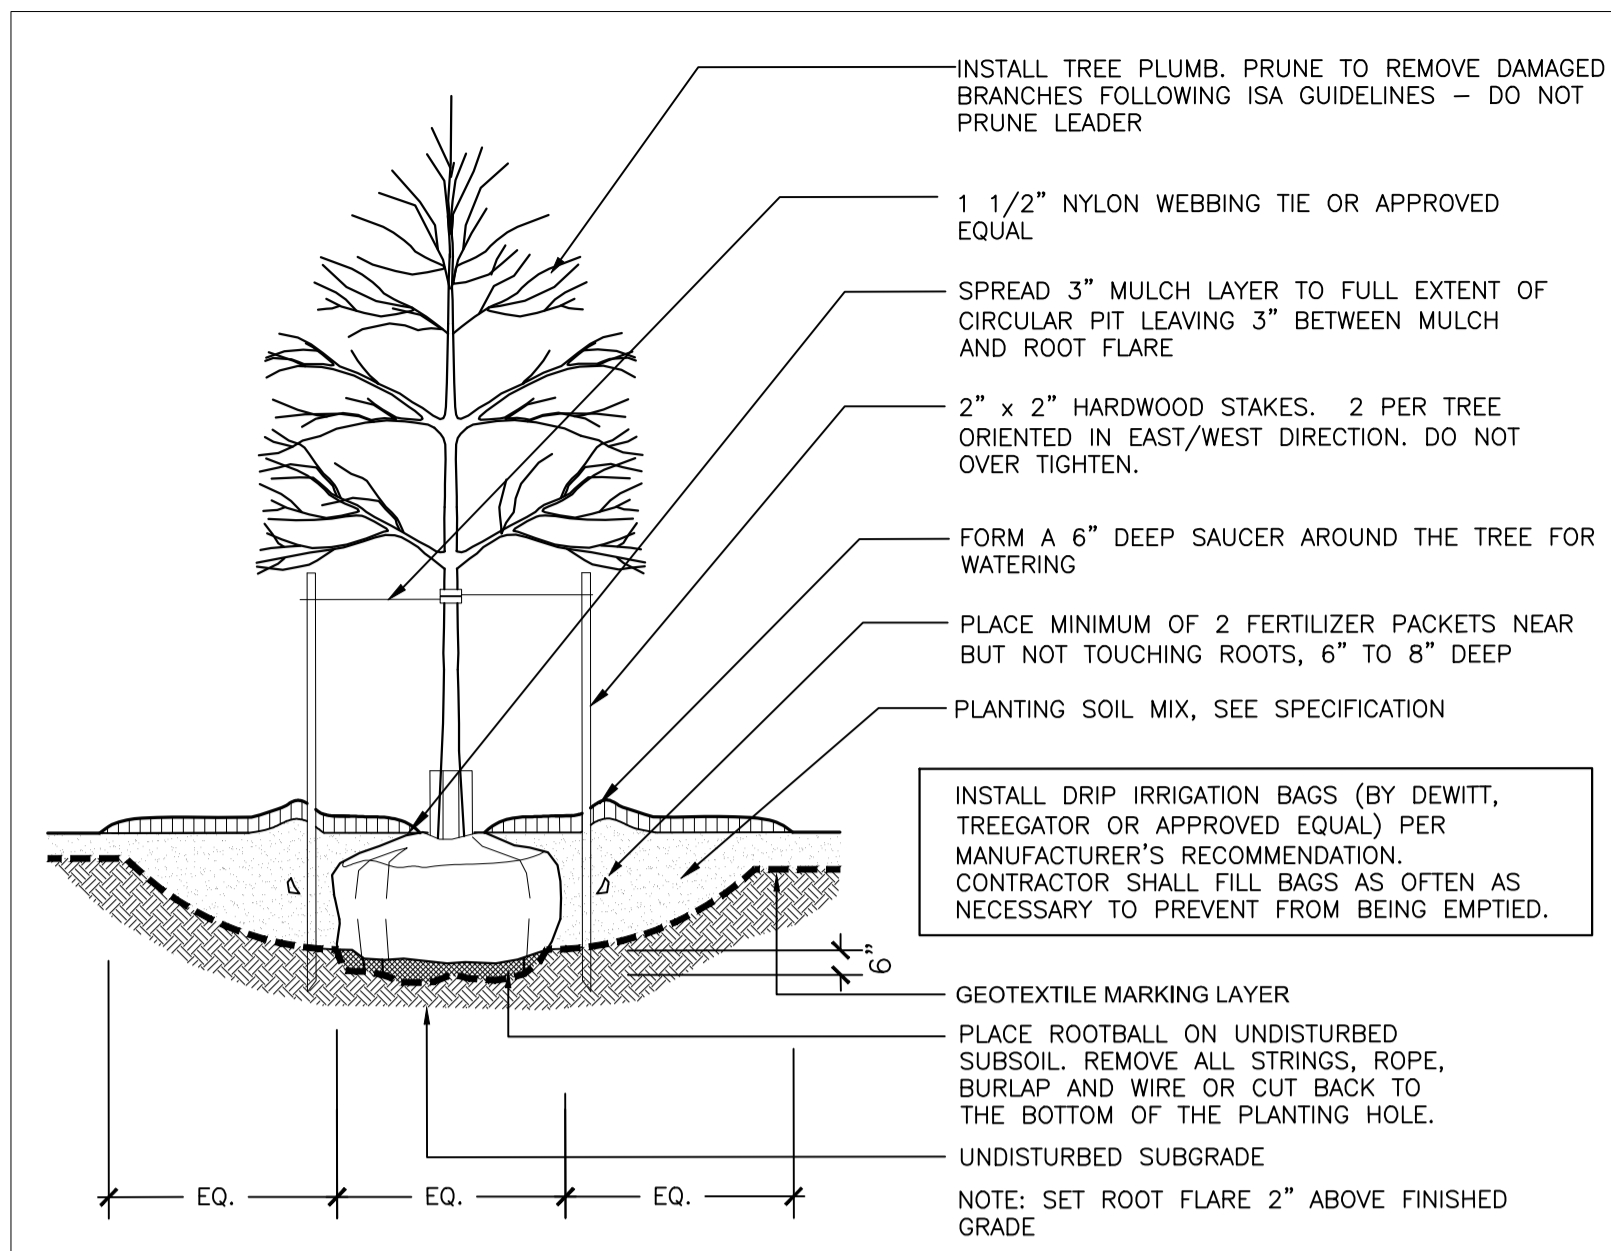 INSTALL TREE PLUMB. PRUNE TO REMOVE DAMAGED
BRANCHES FOLLOWING ISA GUIDELINES – DO NOT
PRUNE LEADER
1 1/2" NYLON WEBBING TIE OR APPROVED
EQUAL
SPREAD 3" MULCH LAYER TO FULL EXTENT OF
CIRCULAR PIT LEAVING 3" BETWEEN MULCH
AND ROOT FLARE
2" x 2" HARDWOOD STAKES. 2 PER TREE
ORIENTED IN EAST/WEST DIRECTION. DO NOT
OVER TIGHTEN.
FORM A 6" DEEP SAUCER AROUND THE TREE FOR
WATERING
PLACE MINIMUM OF 2 FERTILIZER PACKETS NEAR
BUT NOT TOUCHING ROOTS, 6" TO 8" DEEP
PLANTING SOIL MIX, SEE SPECIFICATION
INSTALL DRIP IRRIGATION BAGS (BY DEWITT,
TREEGATOR OR APPROVED EQUAL) PER
MANUFACTURER'S RECOMMENDATION.
CONTRACTOR SHALL FILL BAGS AS OFTEN AS
NECESSARY TO PREVENT FROM BEING EMPTIED.
6"
GEOTEXTILE MARKING LAYER
PLACE ROOTBALL ON UNDISTURBED
SUBSOIL. REMOVE ALL STRINGS, ROPE,
BURLAP AND WIRE OR CUT BACK TO
THE BOTTOM OF THE PLANTING HOLE.
UNDISTURBED SUBGRADE
EQ.
EQ.
EQ.
NOTE: SET ROOT FLARE 2" ABOVE FINISHED
GRADE